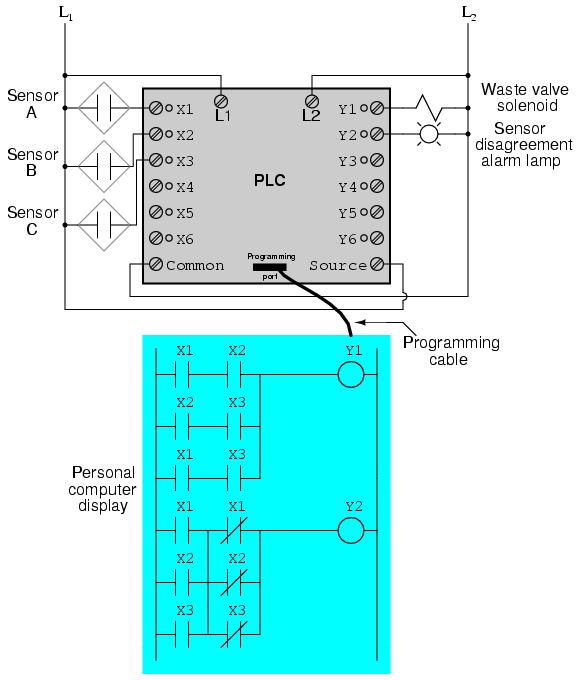 L1
L2
Sensor
A
Sensor
B
Sensor
C
L1
L2
X1
X2
X3
X4
X5
X6
Common
PLC
Programming
port
Y1
Y2
Y3
Y4
Y5
Y6
Source
Waste valve
solenoid
Sensor
disagreement
alarm lamp
Programming
cable
Personal
computer
display
X1 X2 Y1
X2 X3
X1 X3
X1 X1 Y2
X2 X2
X3 X3